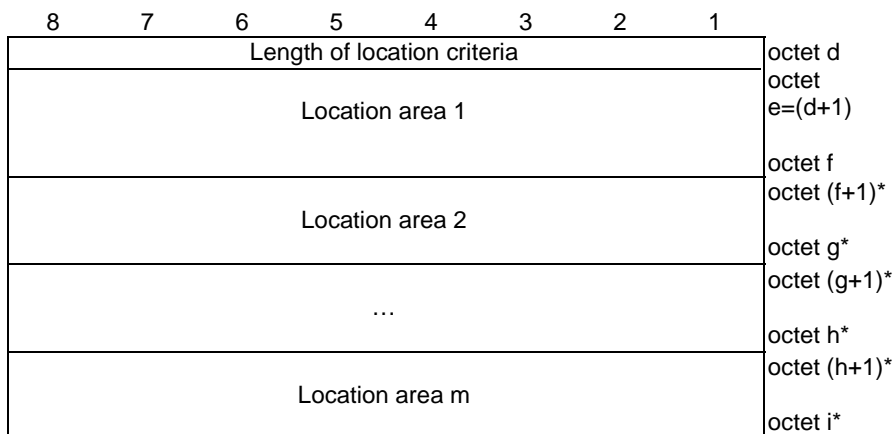 8 7 6 5 4 3 2 1
Length of location criteria octet d
octet
e=(d+1)
Location area 1
octet f
octet (f+1)*
Location area 2
octet g*
octet (g+1)*
…
octet h*
octet (h+1)*
Location area m
octet i*